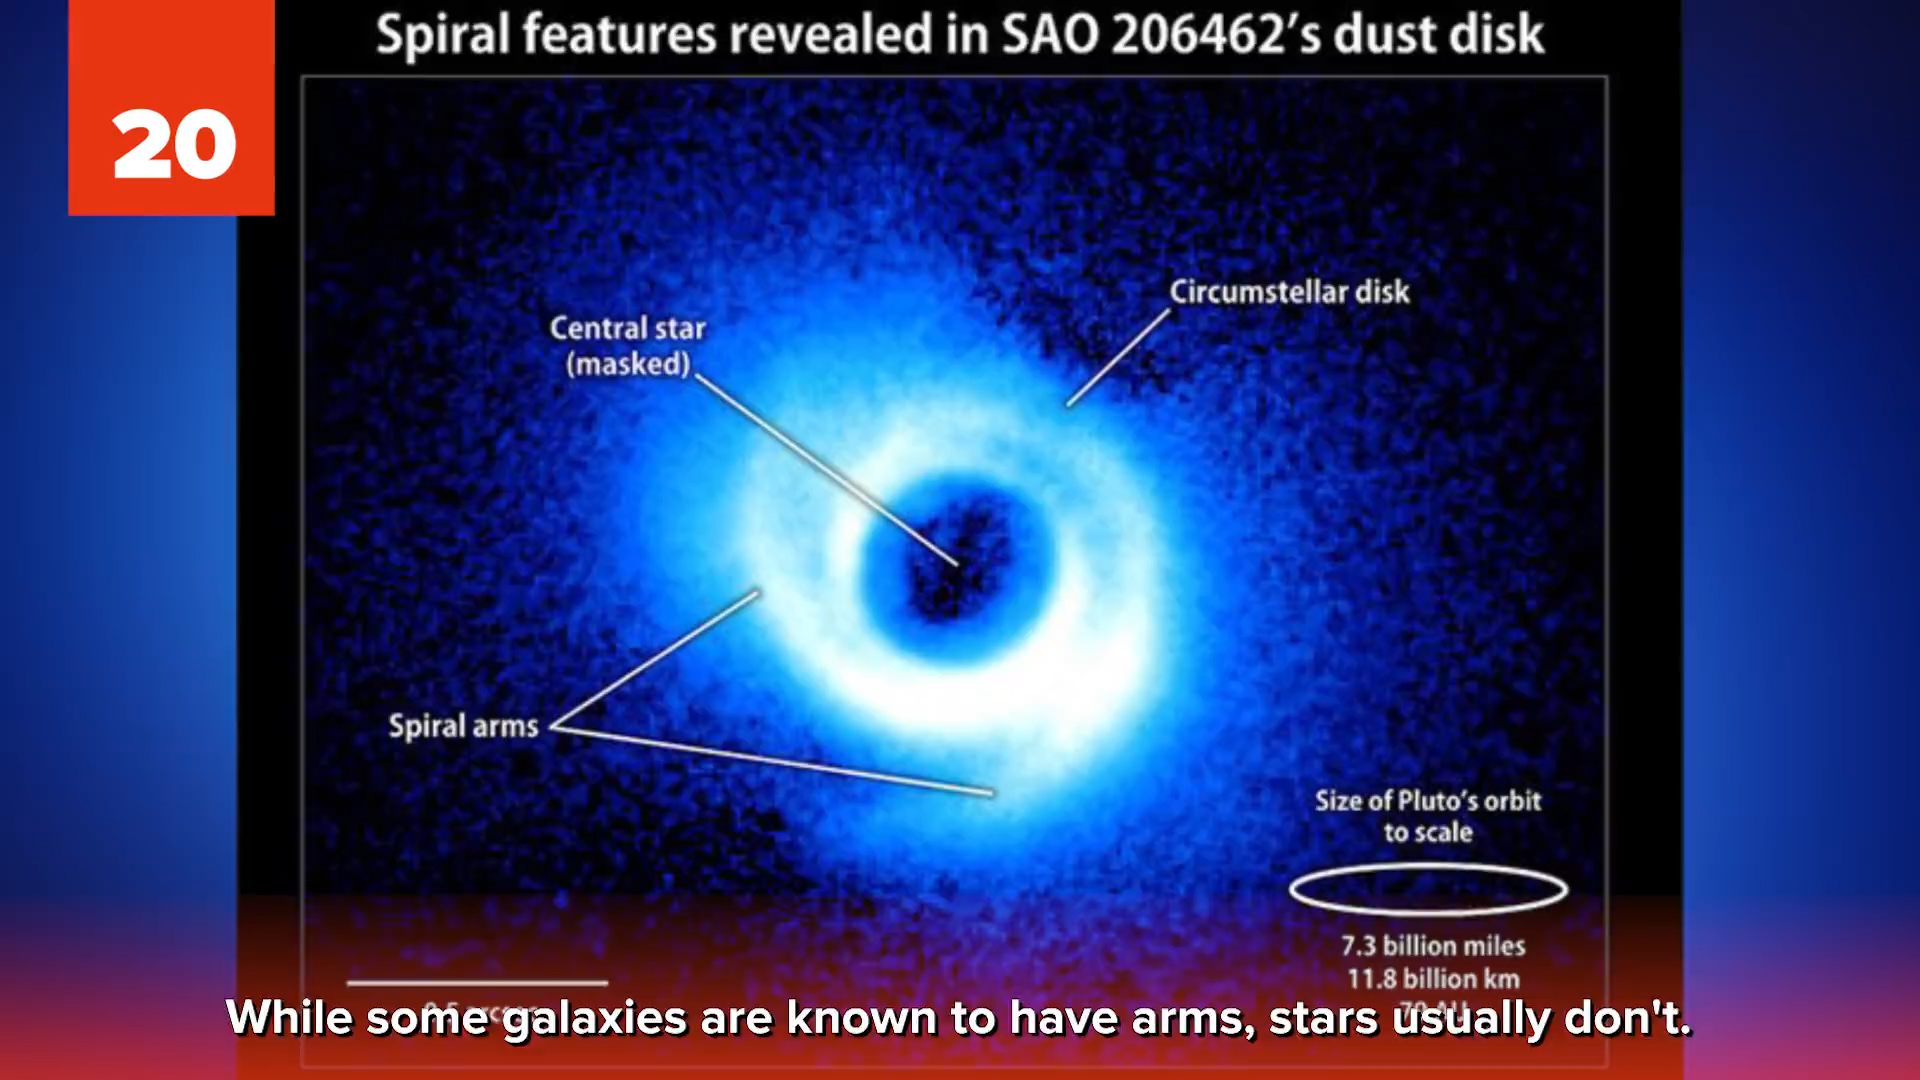 Spiral features revealed in SAO 206462's dust disk
20
Circumstellar disk
Central star
(masked)
Spiral arms
Size of Pluto's orbit
to scale
7.3 billion miles
11.8 billion km
While some galaxies are known to have arms, stars usually don't.